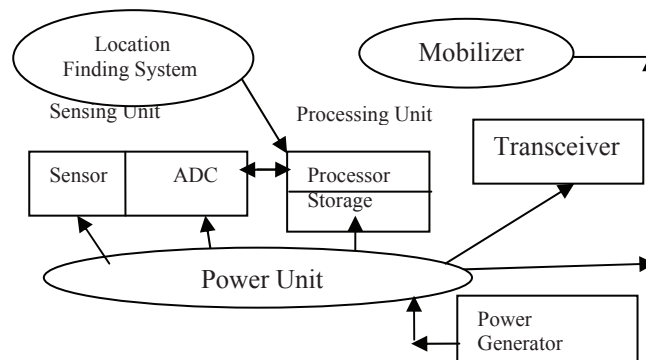 Location
Finding System
Mobilizer
Sensing Unit
Processing Unit
Transceiver
Sensor
ADC
Processor
Storage
Power Unit
Power
Generator